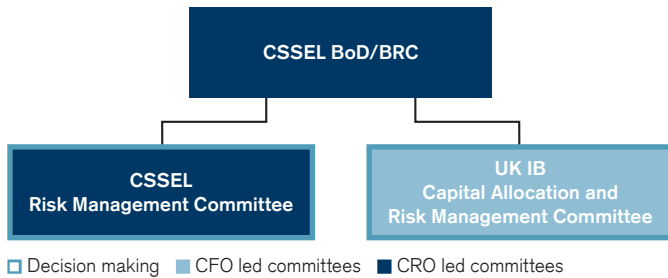 CSSEL BoD/BRC
CSSEL
Risk Management Committee
UK IB
Capital Allocation and
Risk Management Committee
Decision making CFO led committees CRO led committees